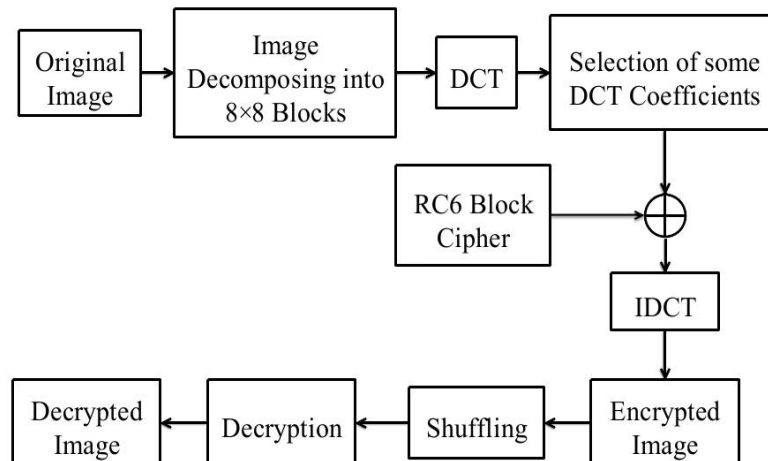 Original
Image
Image
Decomposing into
8×8 Blocks
DCT
Selection of some
DCT Coefficients
RC6 Block
Cipher
IDCT
Encrypted
Image
Shuffling
Decryption
Decrypted
Image